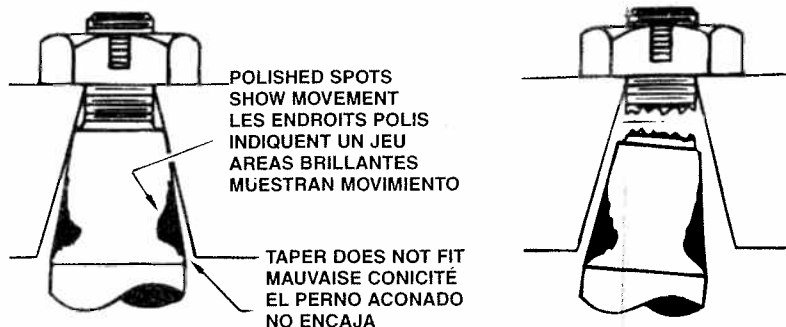 POLISHED SPOTS
SHOW MOVEMENT
LES ENDROITS POLIS
INDIQUENT UN JEU
AREAS BRILLANTES
MUESTRAN MOVIMIENTO
TAPER DOES NOT FIT
MAUVAISE CONICITÉ
EL PERNO ACONADO
NO ENCAJA